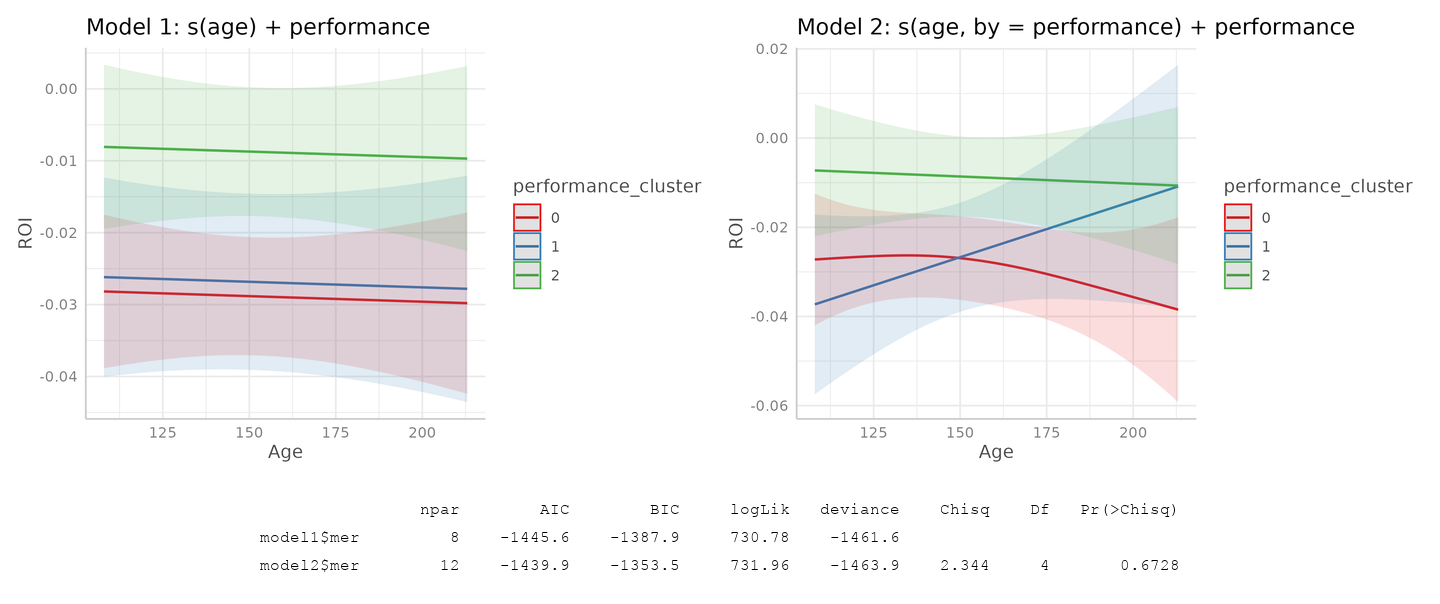 Model 1: s(age) + performance
0.00
-0.01
-0.02
-0.03
-0.04
ROI
125 150 175 200
Age
performance_cluster
0
1
2
Model 2: s(age, by = performance) + performance
0.02
0.00
-0.02
-0.04
-0.06
ROI
125 150 175 200
Age
performance_cluster
0
1
2
npar AIC BIC logLik deviance Chisq Df Pr(>Chisq)
model1$mer 8 -1445.6 -1387.9 730.78 -1461.6
model2$mer 12 -1439.9 -1353.5 731.96 -1463.9 2.344 4 0.6728